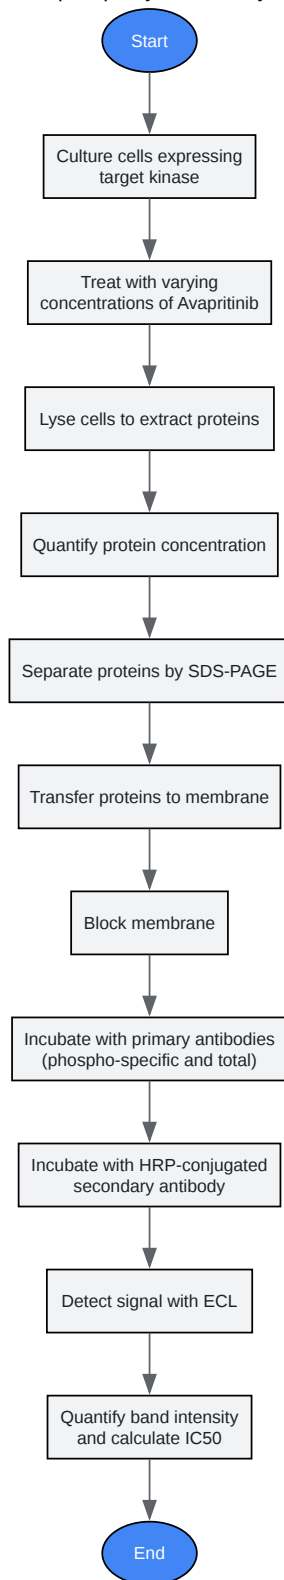 Start
Culture cells expressing
target kinase
Treat with varying
concentrations of Avapritinib
Lyse cells to extract proteins
Quantify protein concentration
Separate proteins by SDS-PAGE
Transfer proteins to membrane
Block membrane
Incubate with primary antibodies
(phospho-specific and total)
Incubate with HRP-conjugated
secondary antibody
Detect signal with ECL
Quantify band intensity
and calculate IC50
End